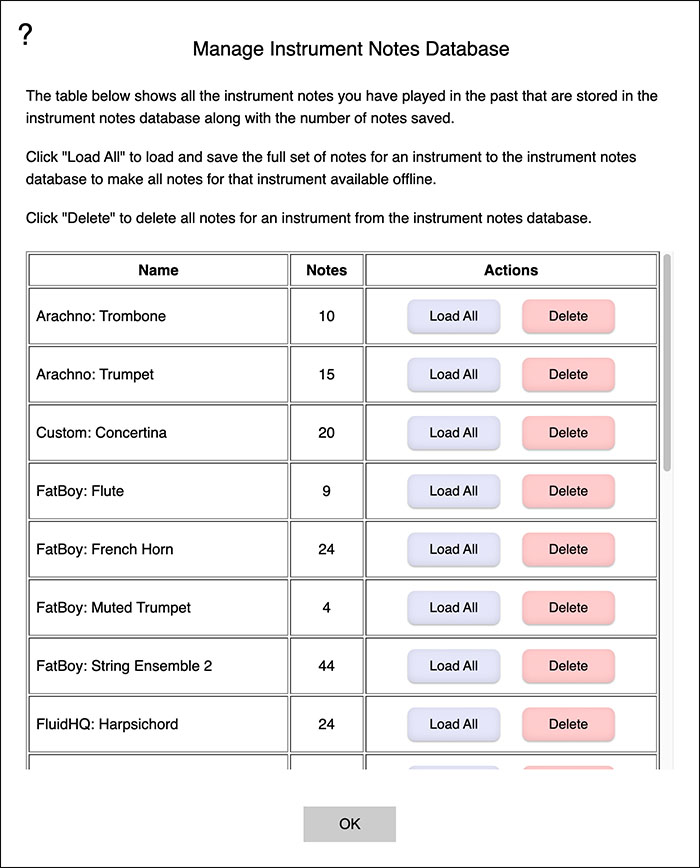 ?
Manage Instrument Notes Database
The table below shows all the instrument notes you have played in the past that are stored in the
instrument notes database along with the number of notes saved.
Click "Load All" to load and save the full set of notes for an instrument to the instrument notes
database to make all notes for that instrument available offline.
Click "Delete" to delete all notes for an instrument from the instrument notes database.
Name Notes Actions
Arachno: Trombone 10 Load All Delete
Arachno: Trumpet 15 Load All Delete
Custom: Concertina 20 Load All Delete
FatBoy: Flute 9 Load All Delete
FatBoy: French Horn 24 Load All Delete
FatBoy: Muted Trumpet 4 Load All Delete
FatBoy: String Ensemble 2 44 Load All Delete
FluidHQ: Harpsichord 24 Load All Delete
OK